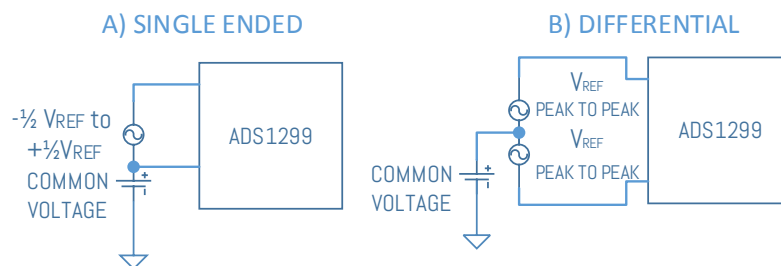 A) SINGLE ENDED
-½ VREF to
+½VREF
COMMON
VOLTAGE
+
-
ADS1299
B) DIFFERENTIAL
VREF
PEAK TO PEAK
VREF
PEAK TO PEAK
COMMON
VOLTAGE
+
-
ADS1299